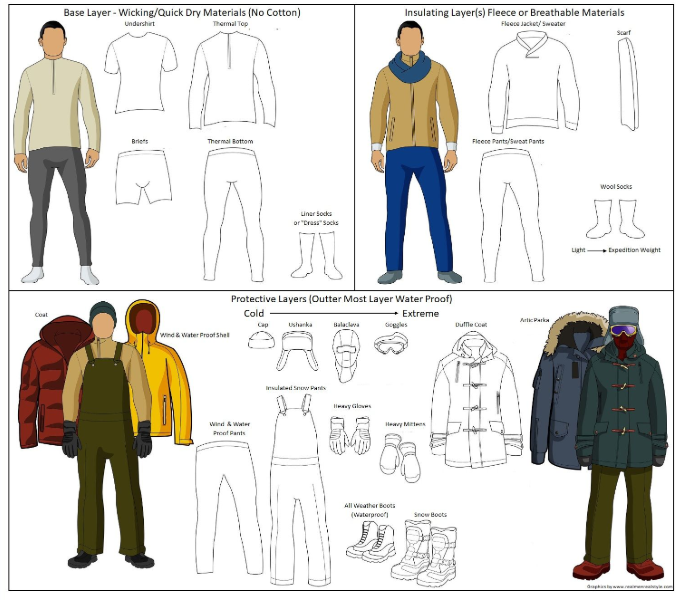 Base Layer - Wicking/Quick Dry Materials (No Cotton)
Undershirt
Thermal Top
Briefs
Thermal Bottom
Liner Socks
or "Dress" Socks
Insulating Layer(s) Fleece or Breathable Materials
Fleece Jacket/ Sweater
Scarf
Fleece Pants/Sweat Pants
Wool Socks
Light
Expedition Weight
Protective Layers (Outter Most Layer Water Proof)
Cold
Extreme
Coat
Wind & Water Proof Shell
Cap
Ushanka
Balaclava
Goggles
Duffle Coat
Artic Parka
Insulated Snow Pants
Wind & Water
Proof Pants
Heavy Gloves
Heavy Mittens
All Weather Boots
(Waterproof)
Snow Boots